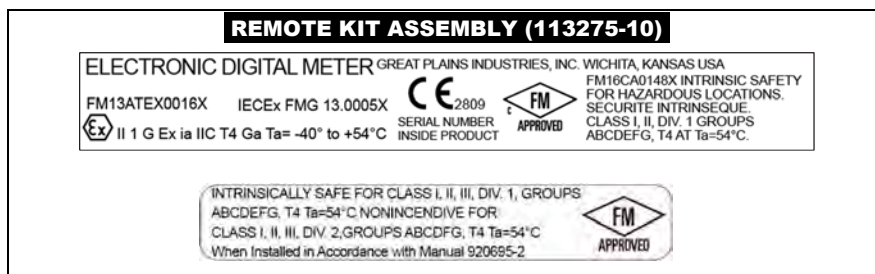 REMOTE KIT ASSEMBLY (113275-10)
ELECTRONIC DIGITAL METER GREAT PLAINS INDUSTRIES, INC. WICHITA, KANSAS USA
FM13ATEX0016X IECEx FMG 13.0005X
Ex II 1 G Ex ia IIC T4 Ga Ta= -40° to +54°C
CE 2809
SERIAL NUMBER
INSIDE PRODUCT
c FM
APPROVED
FM16CA0148X INTRINSIC SAFETY
FOR HAZARDOUS LOCATIONS.
SECURITE INTRINSEQUE.
CLASS I, II, DIV. 1 GROUPS
ABCDEFG, T4 AT Ta=54°C.
INTRINSICALLY SAFE FOR CLASS I, II, III, DIV. 1, GROUPS
ABCDEFG, T4 Ta=54°C NONINCENDIVE FOR
CLASS I, II, III, DIV. 2,GROUPS ABCDFG, T4 Ta=54°C
When Installed in Accordance with Manual 920695-2
FM
APPROVED